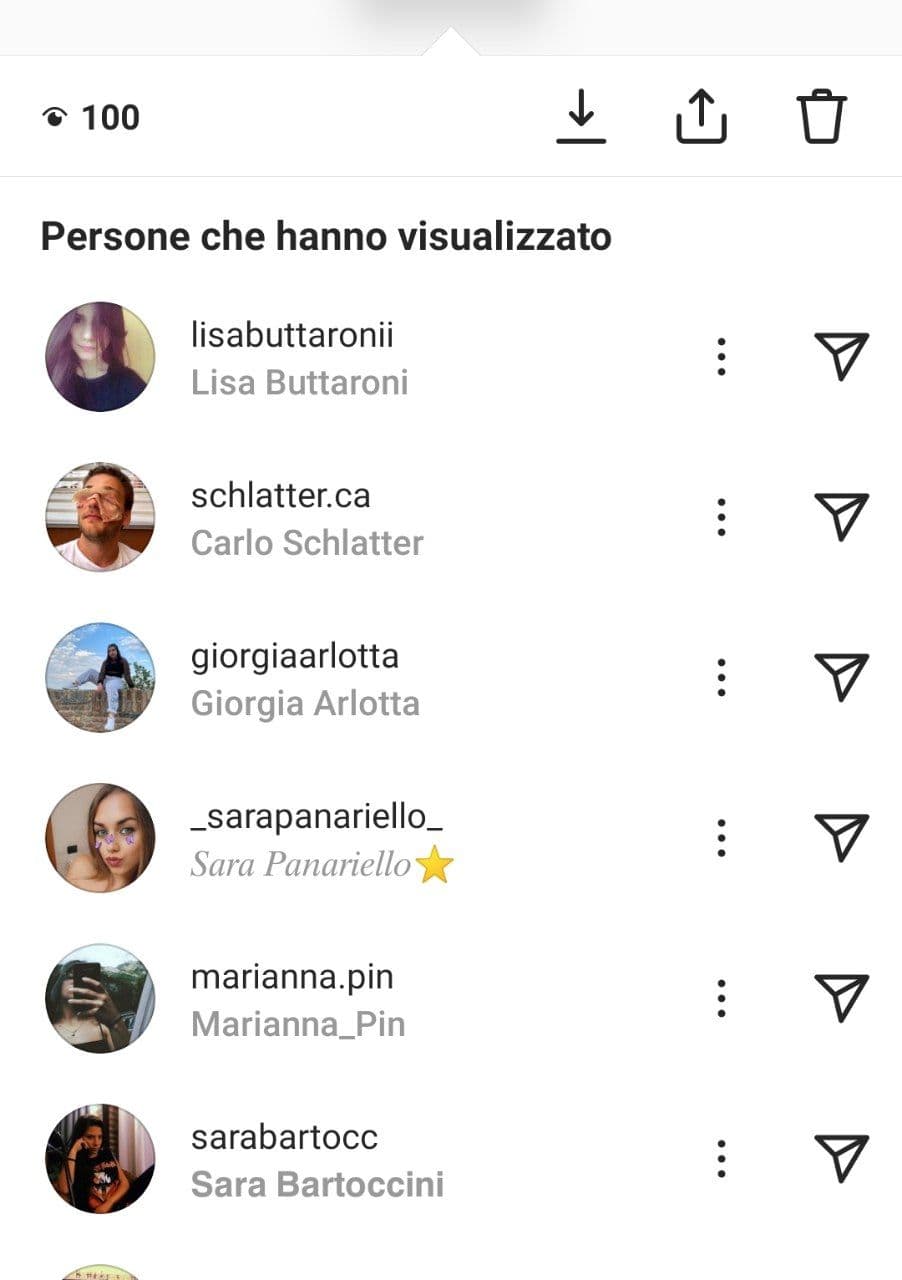 100
Persone che hanno visualizzato
lisabuttaronii
Lisa Buttaroni
schlatter.ca
Carlo Schlatter
giorgiaarlotta
Giorgia Arlotta
_sarapanariello_
Sara Panariello⭐
marianna.pin
Marianna_Pin
sarabartocc
Sara Bartoccini